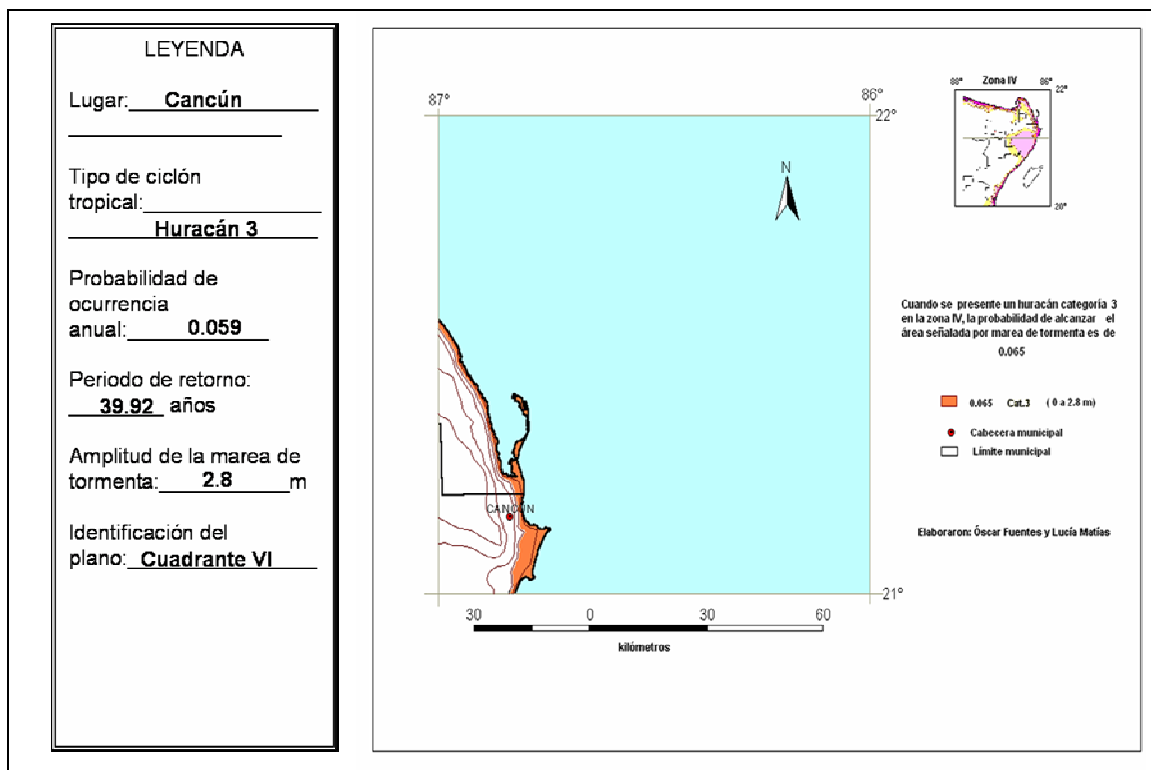 LEYENDA
Lugar: Cancún
Tipo de ciclón
tropical:
Huracán 3
Probabilidad de
ocurrencia
anual: 0.059
Periodo de retorno:
39.92 años
Amplitud de la marea de
tormenta: 2.8 m
Identificación del
plano: Cuadrante VI
87°
86°
22°
N
CANCÚN
21°
30 0 30 60
kilómetros
88° Zona IV 86°
22°
20°
Cuando se presente un huracán categoría 3
en la zona IV, la probabilidad de alcanzar el
área señalada por marea de tormenta es de
0.065
0.065 Cat.3 ( 0 a 2.8 m)
Cabecera municipal
Límite municipal
Elaboraron: Óscar Fuentes y Lucía Matías